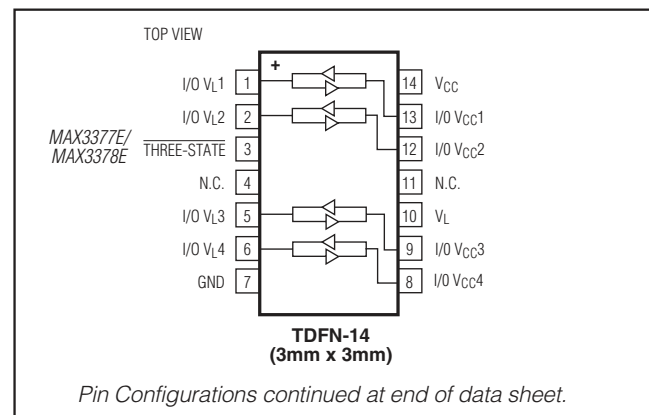 TOP VIEW
+
I/O VL1 1 14 VCC
I/O VL2 2 13 I/O VCC1
MAX3377E/
MAX3378E
THREE-STATE 3 12 I/O VCC2
N.C. 4 11 N.C.
I/O VL3 5 10 VL
I/O VL4 6 9 I/O VCC3
GND 7 8 I/O VCC4
TDFN-14
(3mm x 3mm)
Pin Configurations continued at end of data sheet.